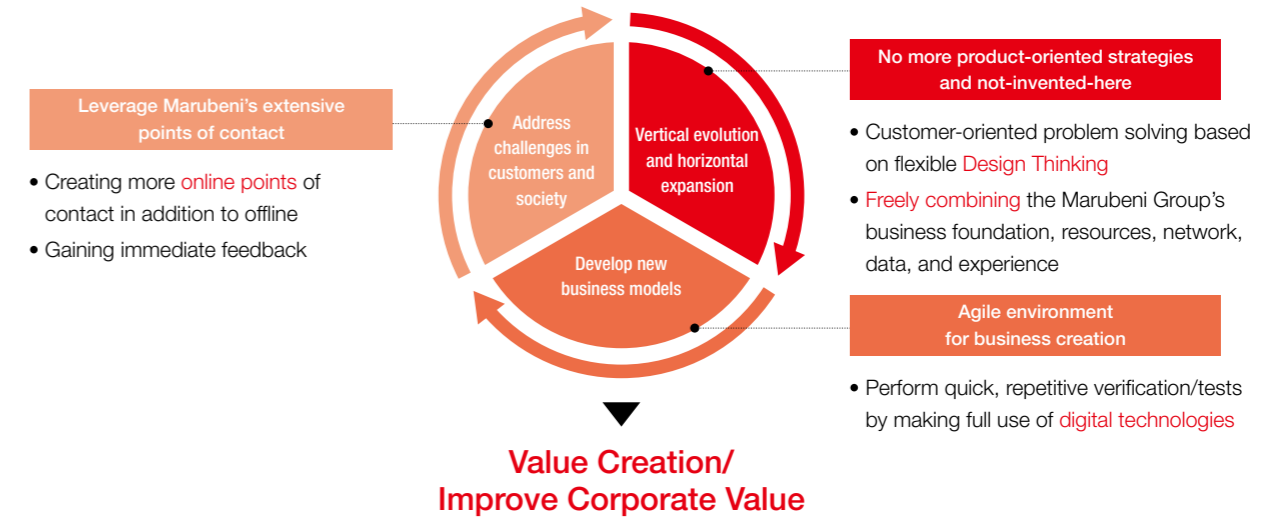 Leverage Marubeni's extensive
points of contact
• Creating more online points of
contact in addition to offline
• Gaining immediate feedback
Address
challenges in
customers and
society
Vertical evolution
and horizontal
expansion
Develop new
business models
No more product-oriented strategies
and not-invented-here
• Customer-oriented problem solving based
on flexible Design Thinking
• Freely combining the Marubeni Group's
business foundation, resources, network,
data, and experience
Agile environment
for business creation
• Perform quick, repetitive verification/tests
by making full use of digital technologies
Value Creation/
Improve Corporate Value